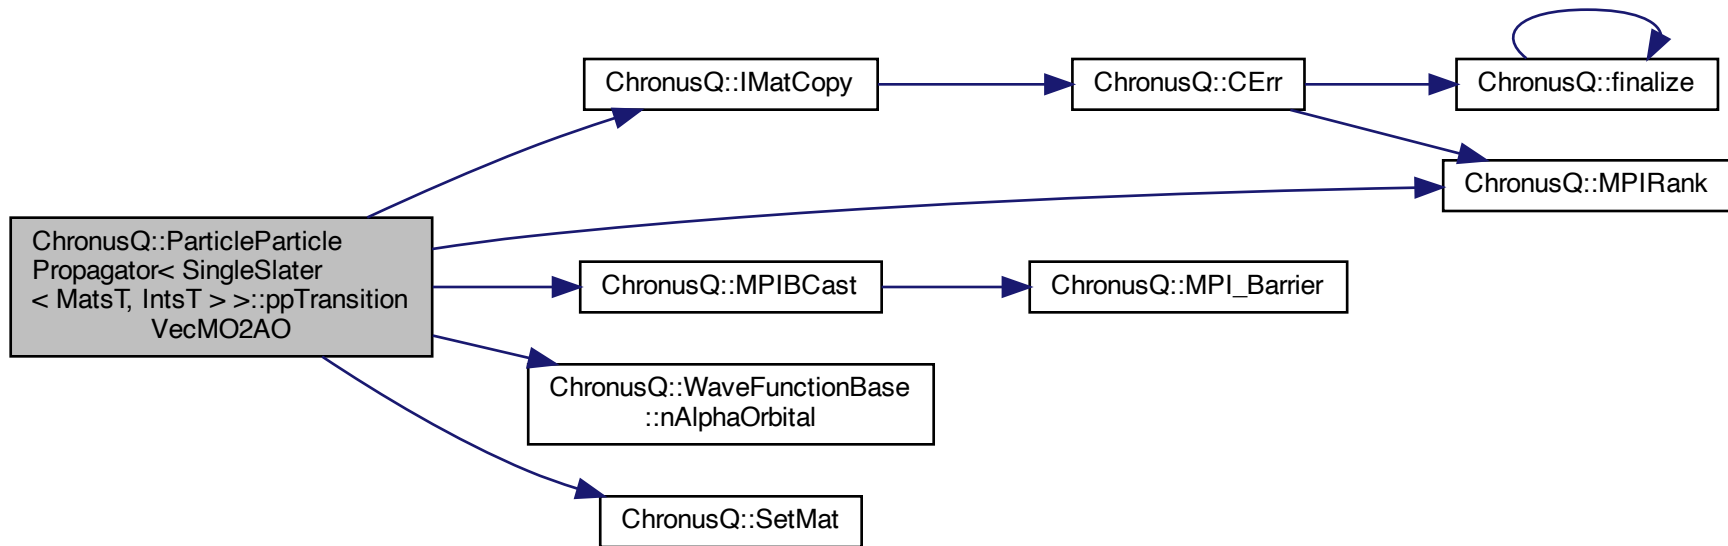 ChronusQ::ParticleParticle
Propagator< SingleSlater
< MatsT, IntsT > >::ppTransition
VecMO2AO
ChronusQ::IMatCopy
ChronusQ::CErr
ChronusQ::finalize
ChronusQ::MPIRank
ChronusQ::MPIBCast
ChronusQ::MPI_Barrier
ChronusQ::WaveFunctionBase
::nAlphaOrbital
ChronusQ::SetMat